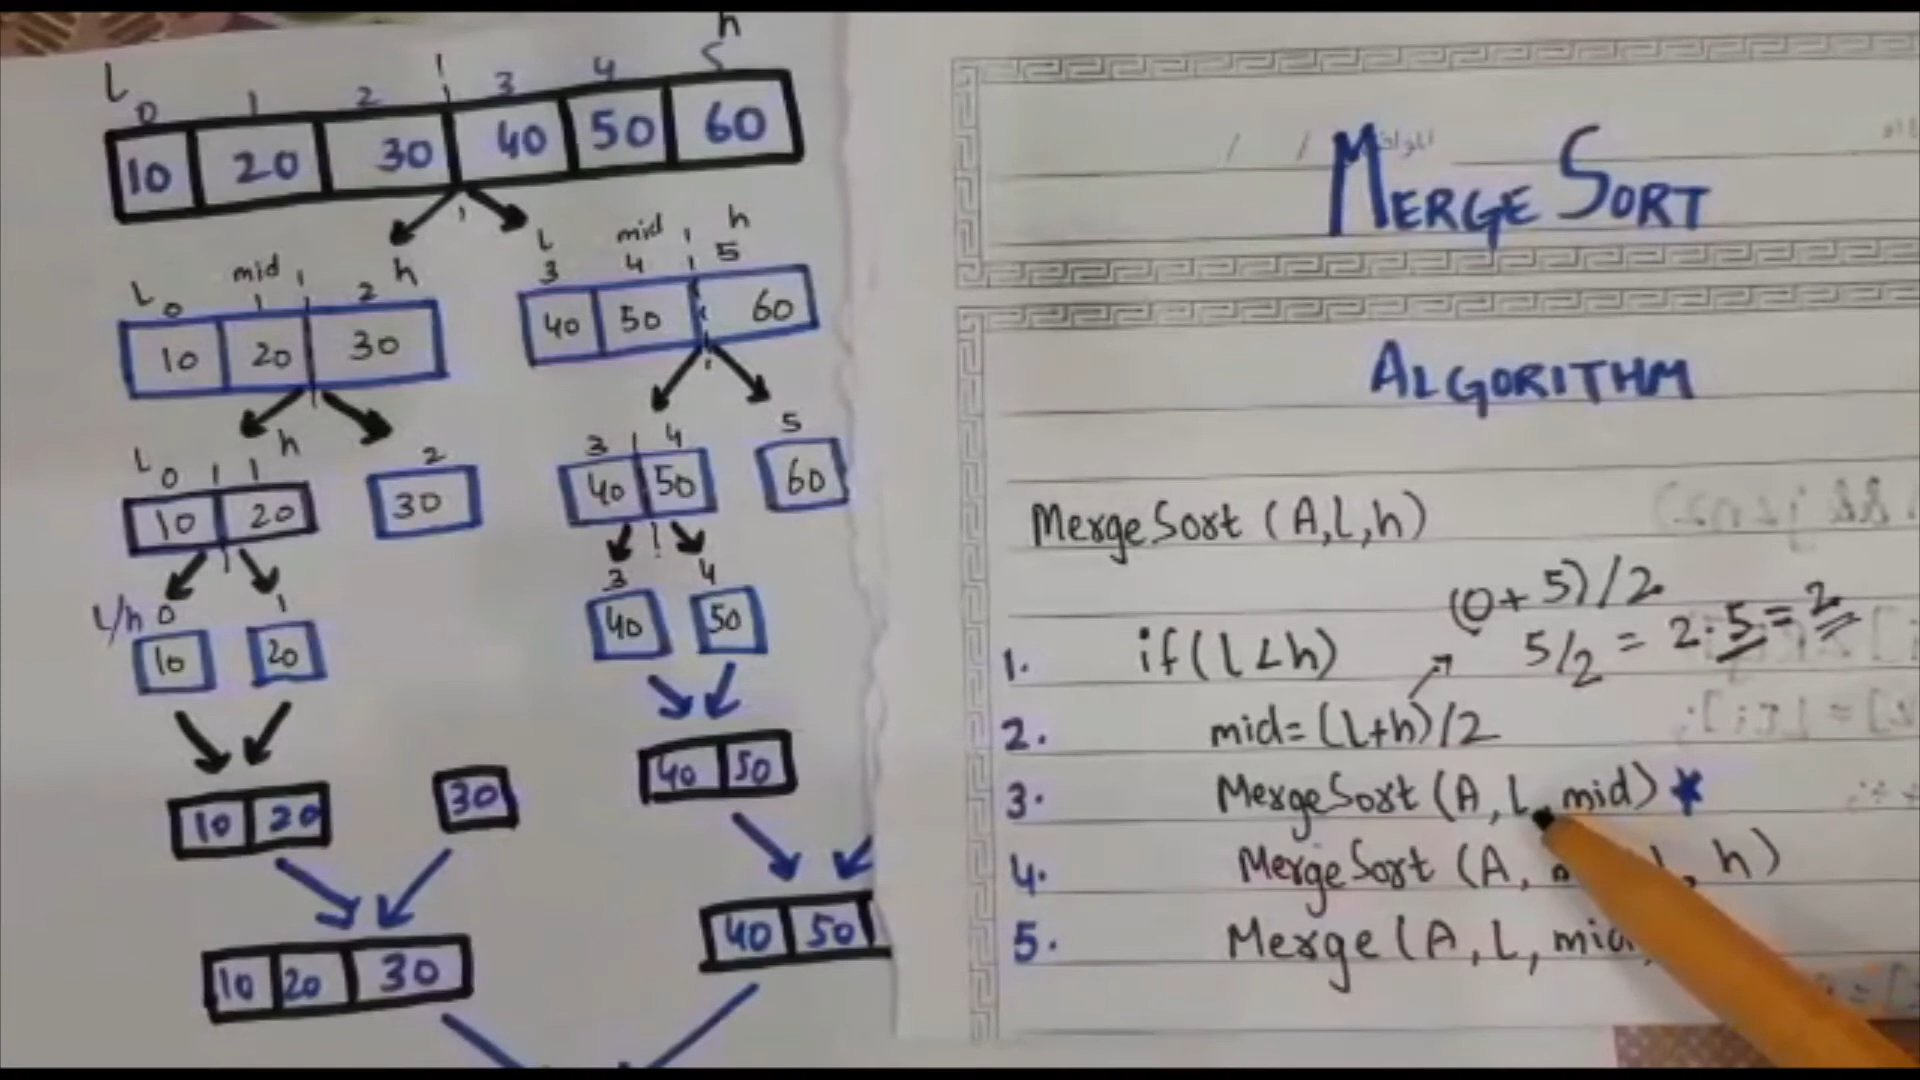 h
L 0 1 2 3 4 5
10 20 30 40 50 60
L 0 mid 1 2 h
10 20 30
L 3 mid 4 h 5
40 50 60
L 0 1 h
10 20
2
30
3 4
40 50
5
60
L/h 0 1
10 20
3 4
40 50
10 20
30
40 50
10 20 30
40 50
MERGE SORT
ALGORITHM
MergeSort (A,L,h)
(0+5)/2
5/2 = 2.5 = 2
1. if(l<h)
2. mid=(L+h)/2
3. MergeSort (A,L,mid) *
4. MergeSort (A, , h)
5. Merge (A, L, mid,